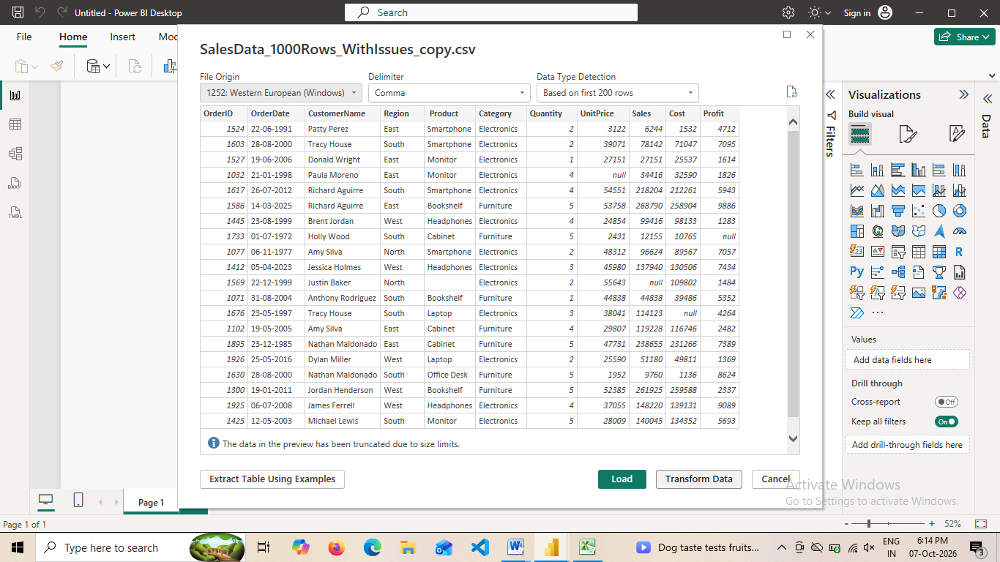 Untitled - Power BI Desktop
Search
Sign in
File Home Insert
Share
SalesData_1000Rows_WithIssues_copy.csv
File Origin Delimiter Data Type Detection
1252: Western European (Windows) Comma Based on first 200 rows
OrderID OrderDate CustomerName Region Product Category Quantity UnitPrice Sales Cost Profit
1524 22-06-1991 Patty Perez East Smartphone Electronics 2 3122 6244 1532 4712
1603 28-08-2000 Tracy House South Smartphone Electronics 2 39071 78142 71047 7095
1527 19-06-2006 Donald Wright East Monitor Electronics 1 27151 27151 25537 1614
1032 21-01-1998 Paula Moreno East Monitor Electronics 4 null 34416 32590 1826
1617 26-07-2012 Richard Aguirre South Smartphone Electronics 4 54551 218204 212261 5943
1586 14-03-2025 Richard Aguirre East Bookshelf Furniture 5 53758 268790 258904 9886
1445 23-08-1999 Brent Jordan West Headphones Electronics 4 24854 99416 98133 1283
1733 01-07-1972 Holly Wood South Cabinet Furniture 5 2431 12155 10765 null
1077 06-11-1977 Amy Silva North Smartphone Electronics 2 48312 96624 89567 7057
1412 05-04-2023 Jessica Holmes West Headphones Electronics 3 45980 137940 130506 7434
1569 22-12-1999 Justin Baker North Electronics 2 55643 null 109802 1484
1071 31-08-2004 Anthony Rodriguez South Bookshelf Furniture 1 44838 44838 39486 5352
1676 23-05-1997 Tracy House South Laptop Electronics 3 38041 114123 null 4264
1102 19-05-2005 Amy Silva East Cabinet Furniture 4 29807 119228 116746 2482
1895 23-12-1985 Nathan Maldonado East Cabinet Furniture 5 47731 238655 231266 7389
1926 25-05-2016 Dylan Miller West Laptop Electronics 2 25590 51180 49811 1369
1630 28-08-2000 Nathan Maldonado South Office Desk Furniture 5 1952 9760 1136 8624
1300 19-01-2011 Jordan Henderson West Bookshelf Furniture 5 52385 261925 259588 2337
1925 06-07-2008 James Ferrell West Headphones Electronics 4 37055 148220 139131 9089
1425 12-05-2003 Michael Lewis South Monitor Electronics 5 28009 140045 134352 5693
The data in the preview has been truncated due to size limits.
Extract Table Using Examples Load Transform Data Cancel
Filters
Visualizations
Build visual
Values
Add data fields here
Drill through
Cross-report Off
Keep all filters On
Add drill-through fields here
Data
DAX
TMDL
123
R
Py
Activate Windows
Go to Settings to activate Windows.
Page 1
Page 1 of 1
- + 52%
Type here to search
Dog taste tests fruits...
ENG
IN
6:14 PM
07-Oct-2026
3